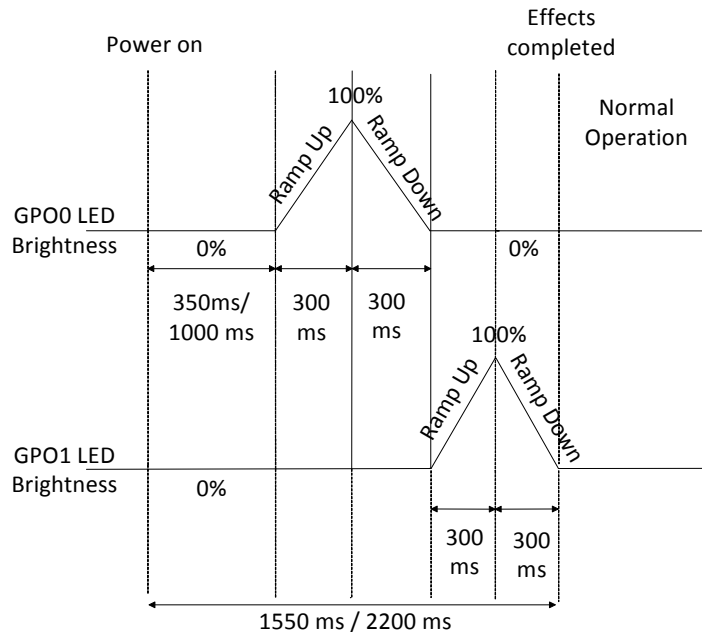 Power on
Effects
completed
Normal
Operation
100%
Ramp Up
Ramp Down
GPO0 LED
Brightness
0%
0%
350ms/
1000 ms
300
ms
300
ms
100%
Ramp Up
Ramp Down
GPO1 LED
Brightness
0%
300
ms
300
ms
1550 ms / 2200 ms